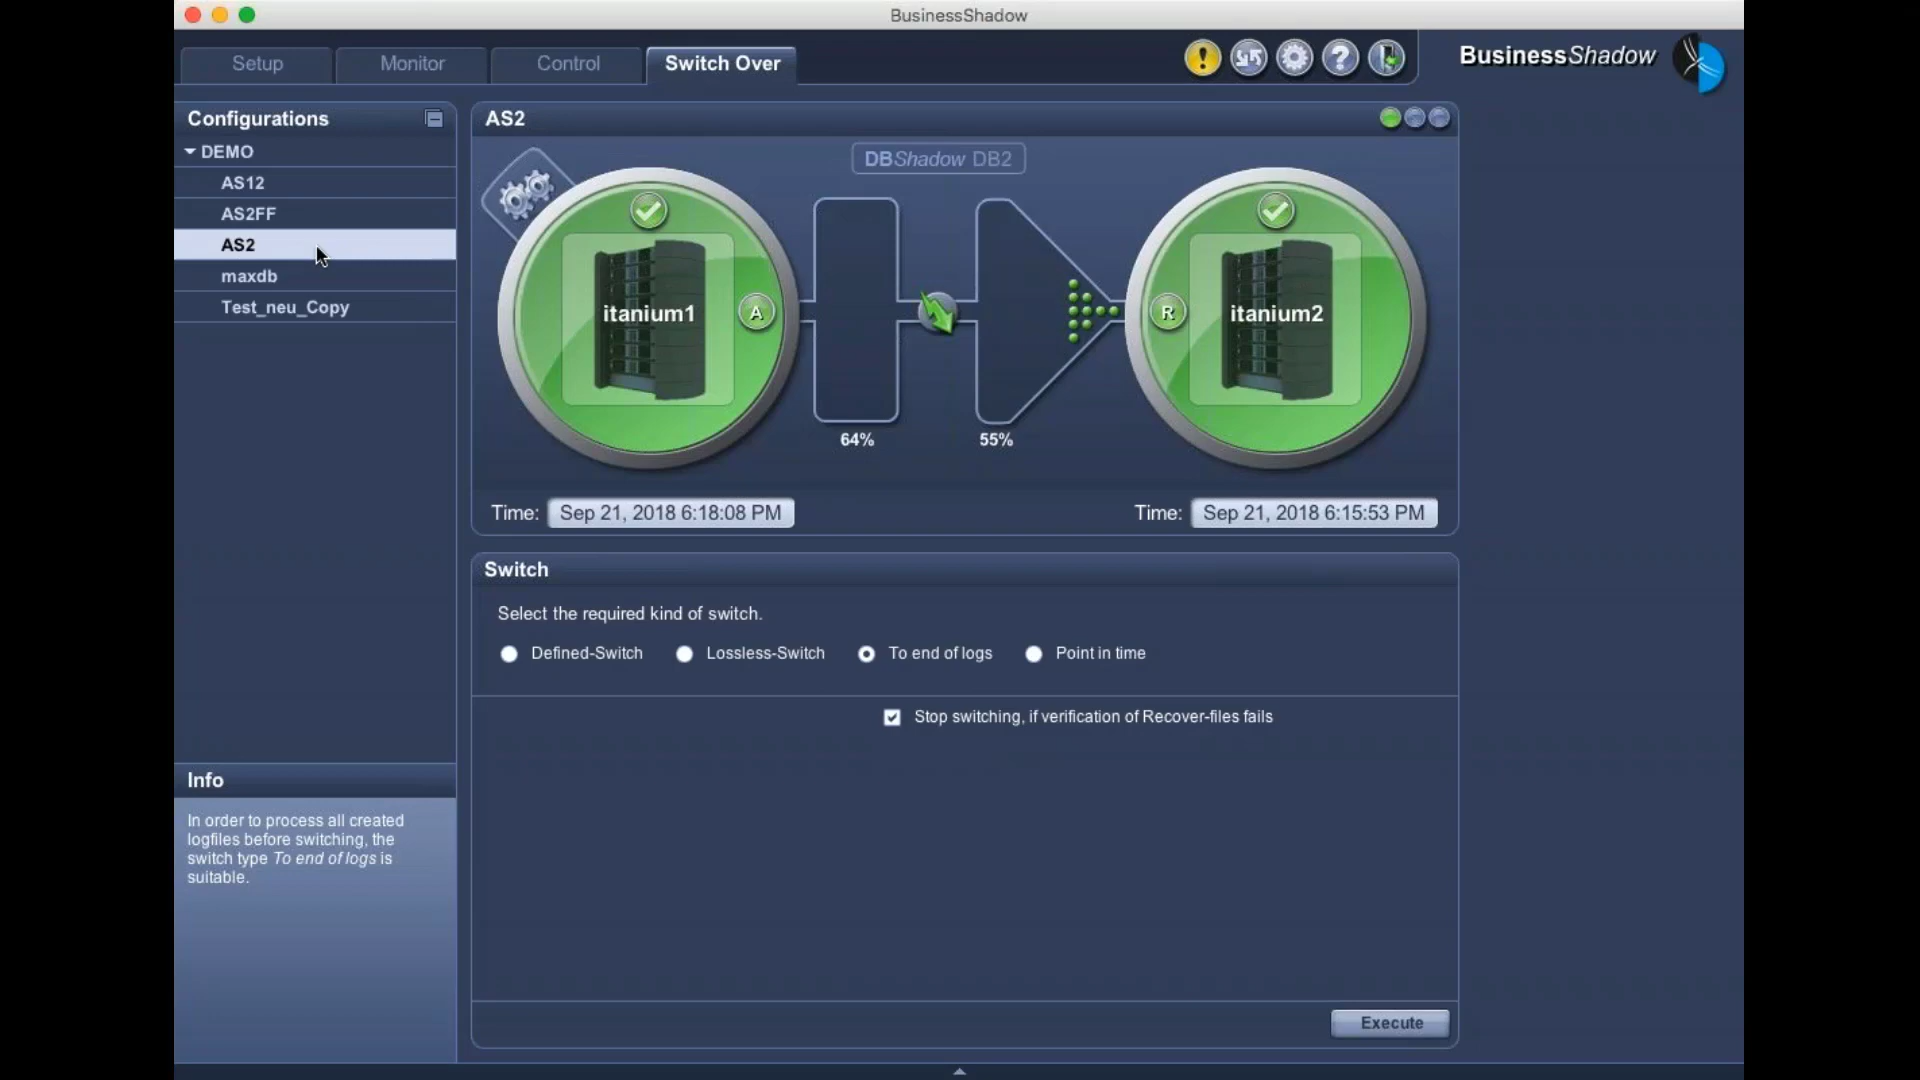 BusinessShadow
Setup
Monitor
Control
Switch Over
!
?
BusinessShadow
Configurations
DEMO
AS12
AS2FF
AS2
maxdb
Test_neu_Copy
AS2
DBShadow DB2
itanium1
A
R
itanium2
64%
55%
Time: Sep 21, 2018 6:18:08 PM
Time: Sep 21, 2018 6:15:53 PM
Switch
Select the required kind of switch.
Defined-Switch
Lossless-Switch
To end of logs
Point in time
Stop switching, if verification of Recover-files fails
Info
In order to process all created
logfiles before switching, the
switch type To end of logs is
suitable.
Execute